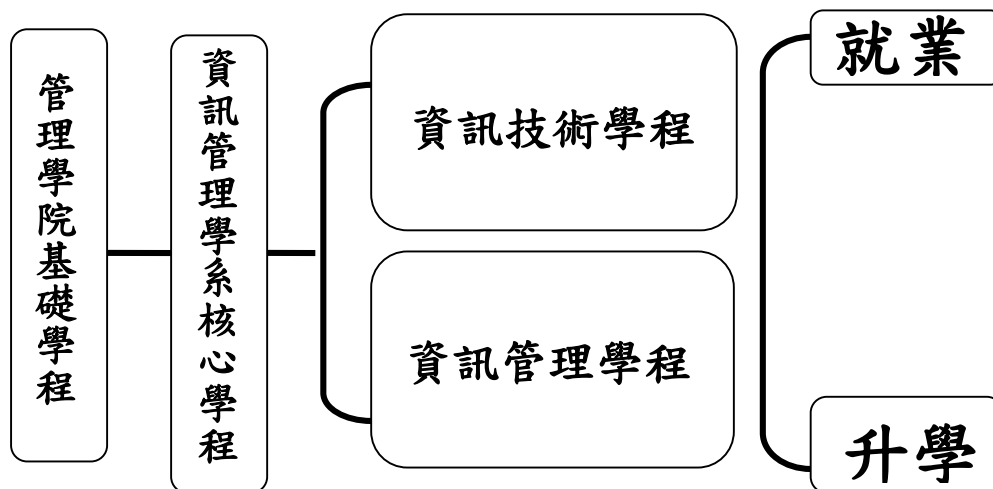 管理學院基礎學程
資訊管理學系核心學程
資訊技術學程
資訊管理學程
就業
升學